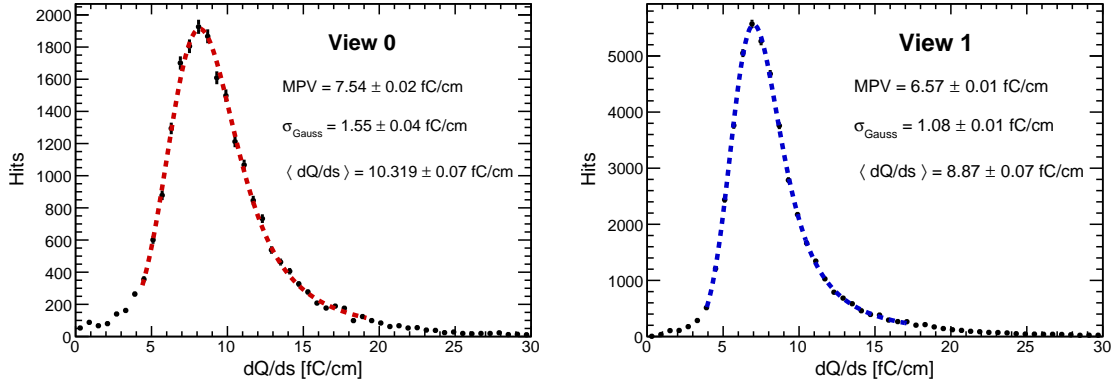 View 0
MPV = 7.54 ± 0.02 fC/cm
σGauss = 1.55 ± 0.04 fC/cm
⟨ dQ/ds ⟩ = 10.319 ± 0.07 fC/cm
Hits
2000
1800
1600
1400
1200
1000
800
600
400
200
0
0 5 10 15 20 25 30
dQ/ds [fC/cm]
View 1
MPV = 6.57 ± 0.01 fC/cm
σGauss = 1.08 ± 0.01 fC/cm
⟨ dQ/ds ⟩ = 8.87 ± 0.07 fC/cm
Hits
5000
4000
3000
2000
1000
0
0 5 10 15 20 25 30
dQ/ds [fC/cm]